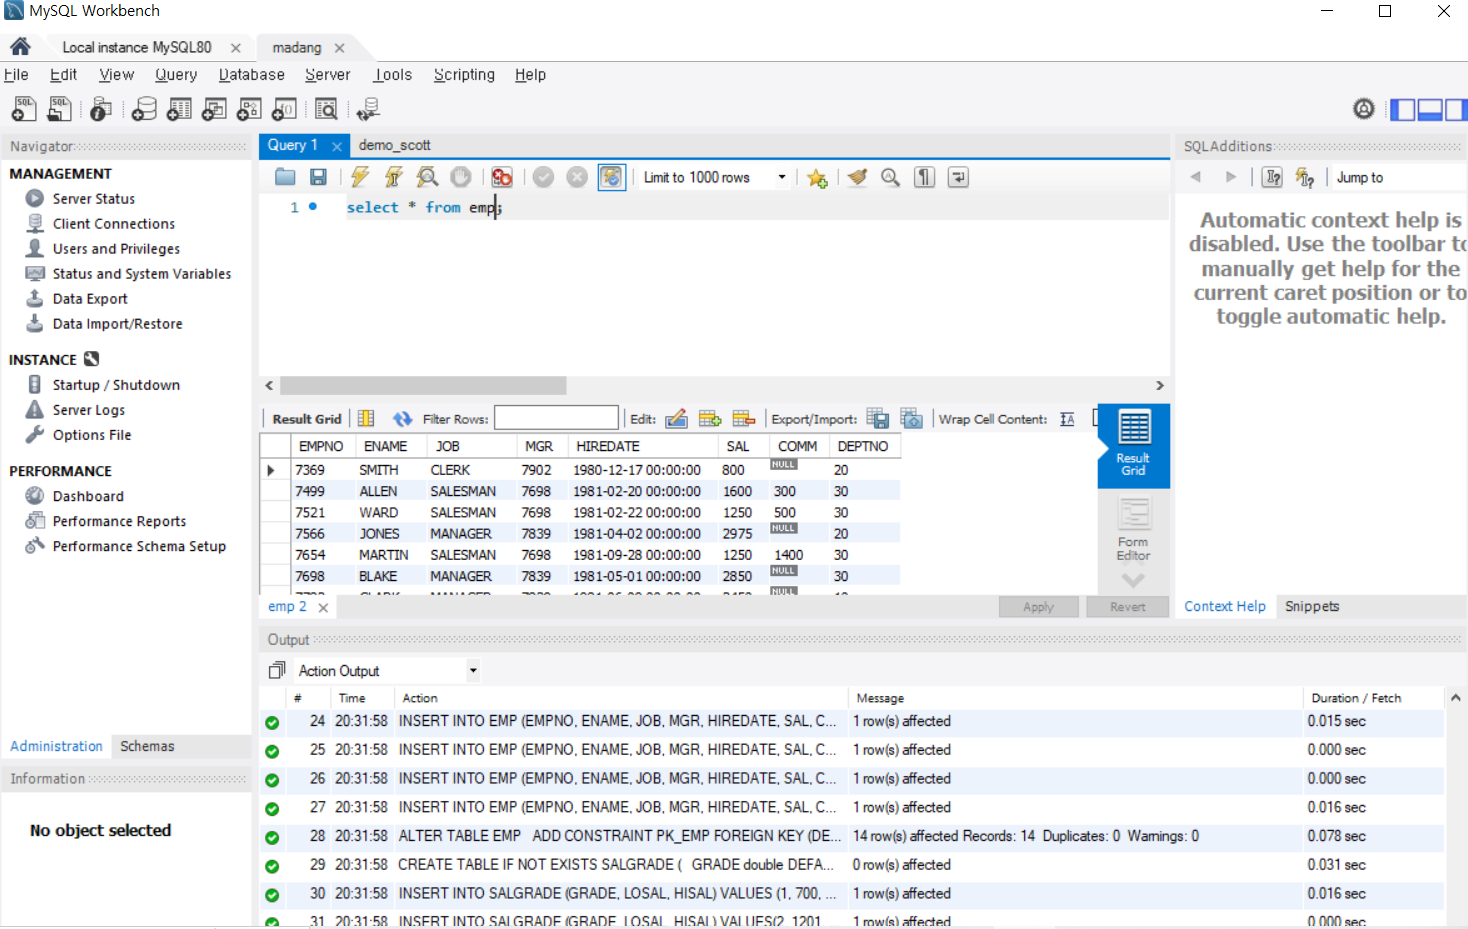 MySQL Workbench
Local instance MySQL80
madang
File Edit View Query Database Server Tools Scripting Help
Navigator
MANAGEMENT
Server Status
Client Connections
Users and Privileges
Status and System Variables
Data Export
Data Import/Restore
INSTANCE
Startup / Shutdown
Server Logs
Options File
PERFORMANCE
Dashboard
Performance Reports
Performance Schema Setup
Administration Schemas
Information
No object selected
Query 1 demo_scott
Limit to 1000 rows
1 select * from emp;
Result Grid Filter Rows: Edit: Export/Import: Wrap Cell Content:
EMPNO ENAME JOB MGR HIREDATE SAL COMM DEPTNO
7369 SMITH CLERK 7902 1980-12-17 00:00:00 800 NULL 20
7499 ALLEN SALESMAN 7698 1981-02-20 00:00:00 1600 300 30
7521 WARD SALESMAN 7698 1981-02-22 00:00:00 1250 500 30
7566 JONES MANAGER 7839 1981-04-02 00:00:00 2975 NULL 20
7654 MARTIN SALESMAN 7698 1981-09-28 00:00:00 1250 1400 30
7698 BLAKE MANAGER 7839 1981-05-01 00:00:00 2850 NULL 30
Result
Grid
Form
Editor
emp 2
Apply Revert
SQLAdditions
Jump to
Automatic context help is
disabled. Use the toolbar to
manually get help for the
current caret position or to
toggle automatic help.
Context Help Snippets
Output
Action Output
# Time Action Message Duration / Fetch
24 20:31:58 INSERT INTO EMP (EMPNO, ENAME, JOB, MGR, HIREDATE, SAL, C... 1 row(s) affected 0.015 sec
25 20:31:58 INSERT INTO EMP (EMPNO, ENAME, JOB, MGR, HIREDATE, SAL, C... 1 row(s) affected 0.000 sec
26 20:31:58 INSERT INTO EMP (EMPNO, ENAME, JOB, MGR, HIREDATE, SAL, C... 1 row(s) affected 0.000 sec
27 20:31:58 INSERT INTO EMP (EMPNO, ENAME, JOB, MGR, HIREDATE, SAL, C... 1 row(s) affected 0.016 sec
28 20:31:58 ALTER TABLE EMP ADD CONSTRAINT PK_EMP FOREIGN KEY (DE... 14 row(s) affected Records: 14 Duplicates: 0 Warnings: 0 0.078 sec
29 20:31:58 CREATE TABLE IF NOT EXISTS SALGRADE ( GRADE double DEFA... 0 row(s) affected 0.031 sec
30 20:31:58 INSERT INTO SALGRADE (GRADE, LOSAL, HISAL) VALUES (1, 700, ... 1 row(s) affected 0.016 sec
31 20:31:58 INSERT INTO SALGRADE (GRADE, LOSAL, HISAL) VALUES(2, 1201 1 row(s) affected 0.000 sec